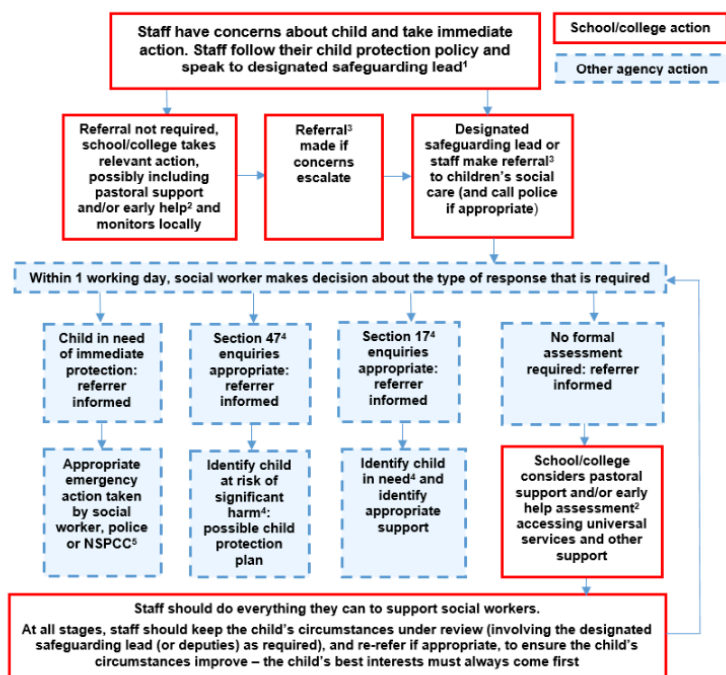 Staff have concerns about child and take immediate
action. Staff follow their child protection policy and
speak to designated safeguarding lead¹
School/college action
Other agency action
Referral not required,
school/college takes
relevant action,
possibly including
pastoral support
and/or early help² and
monitors locally
Referral³
made if
concerns
escalate
Designated
safeguarding lead or
staff make referral³
to children’s social
care (and call police
if appropriate)
Within 1 working day, social worker makes decision about the type of response that is required
Child in need
of immediate
protection:
referrer
informed
Section 47⁴
enquiries
appropriate:
referrer
informed
Section 17⁴
enquiries
appropriate:
referrer
informed
No formal
assessment
required: referrer
informed
Appropriate
emergency
action taken
by social
worker, police
or NSPCC⁵
Identify child
at risk of
significant
harm⁴:
possible child
protection
plan
Identify child
in need⁴ and
identify
appropriate
support
School/college
considers pastoral
support and/or early
help assessment²
accessing universal
services and other
support
Staff should do everything they can to support social workers.
At all stages, staff should keep the child’s circumstances under review (involving the designated
safeguarding lead (or deputies) as required), and re-refer if appropriate, to ensure the child’s
circumstances improve – the child’s best interests must always come first